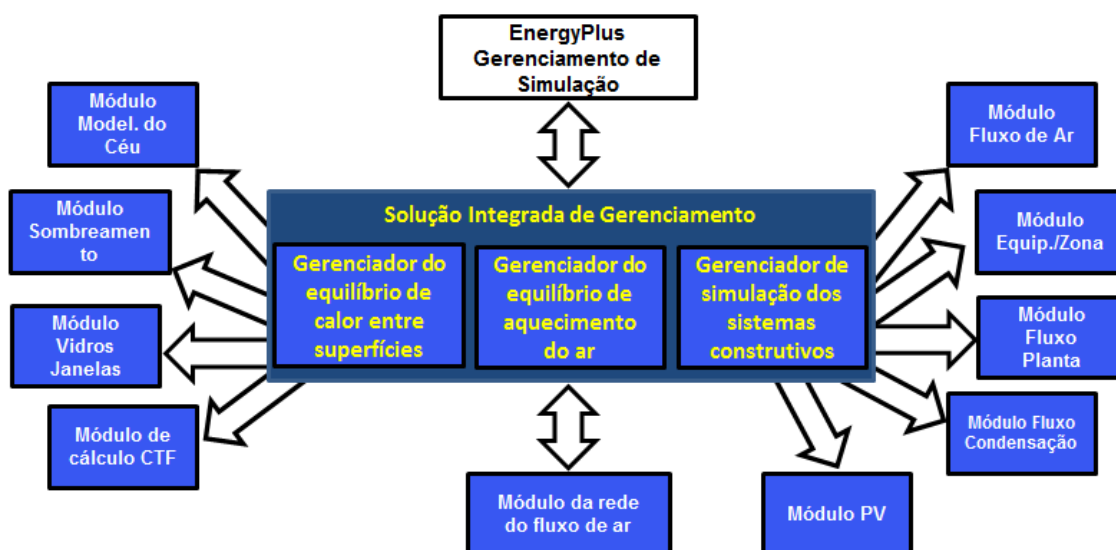 EnergyPlus
Gerenciamento de
Simulação
Módulo
Model. do
Céu
Módulo
Sombreamen
to
Módulo
Vidros
Janelas
Módulo de
cálculo CTF
Solução Integrada de Gerenciamento
Gerenciador do
equilíbrio de
calor entre
superfícies
Gerenciador do
equilíbrio de
aquecimento
do ar
Gerenciador de
simulação dos
sistemas
construtivos
Módulo
Fluxo de Ar
Módulo
Equip./Zona
Módulo
Fluxo
Planta
Módulo Fluxo
Condensação
Módulo da rede
do fluxo de ar
Módulo PV